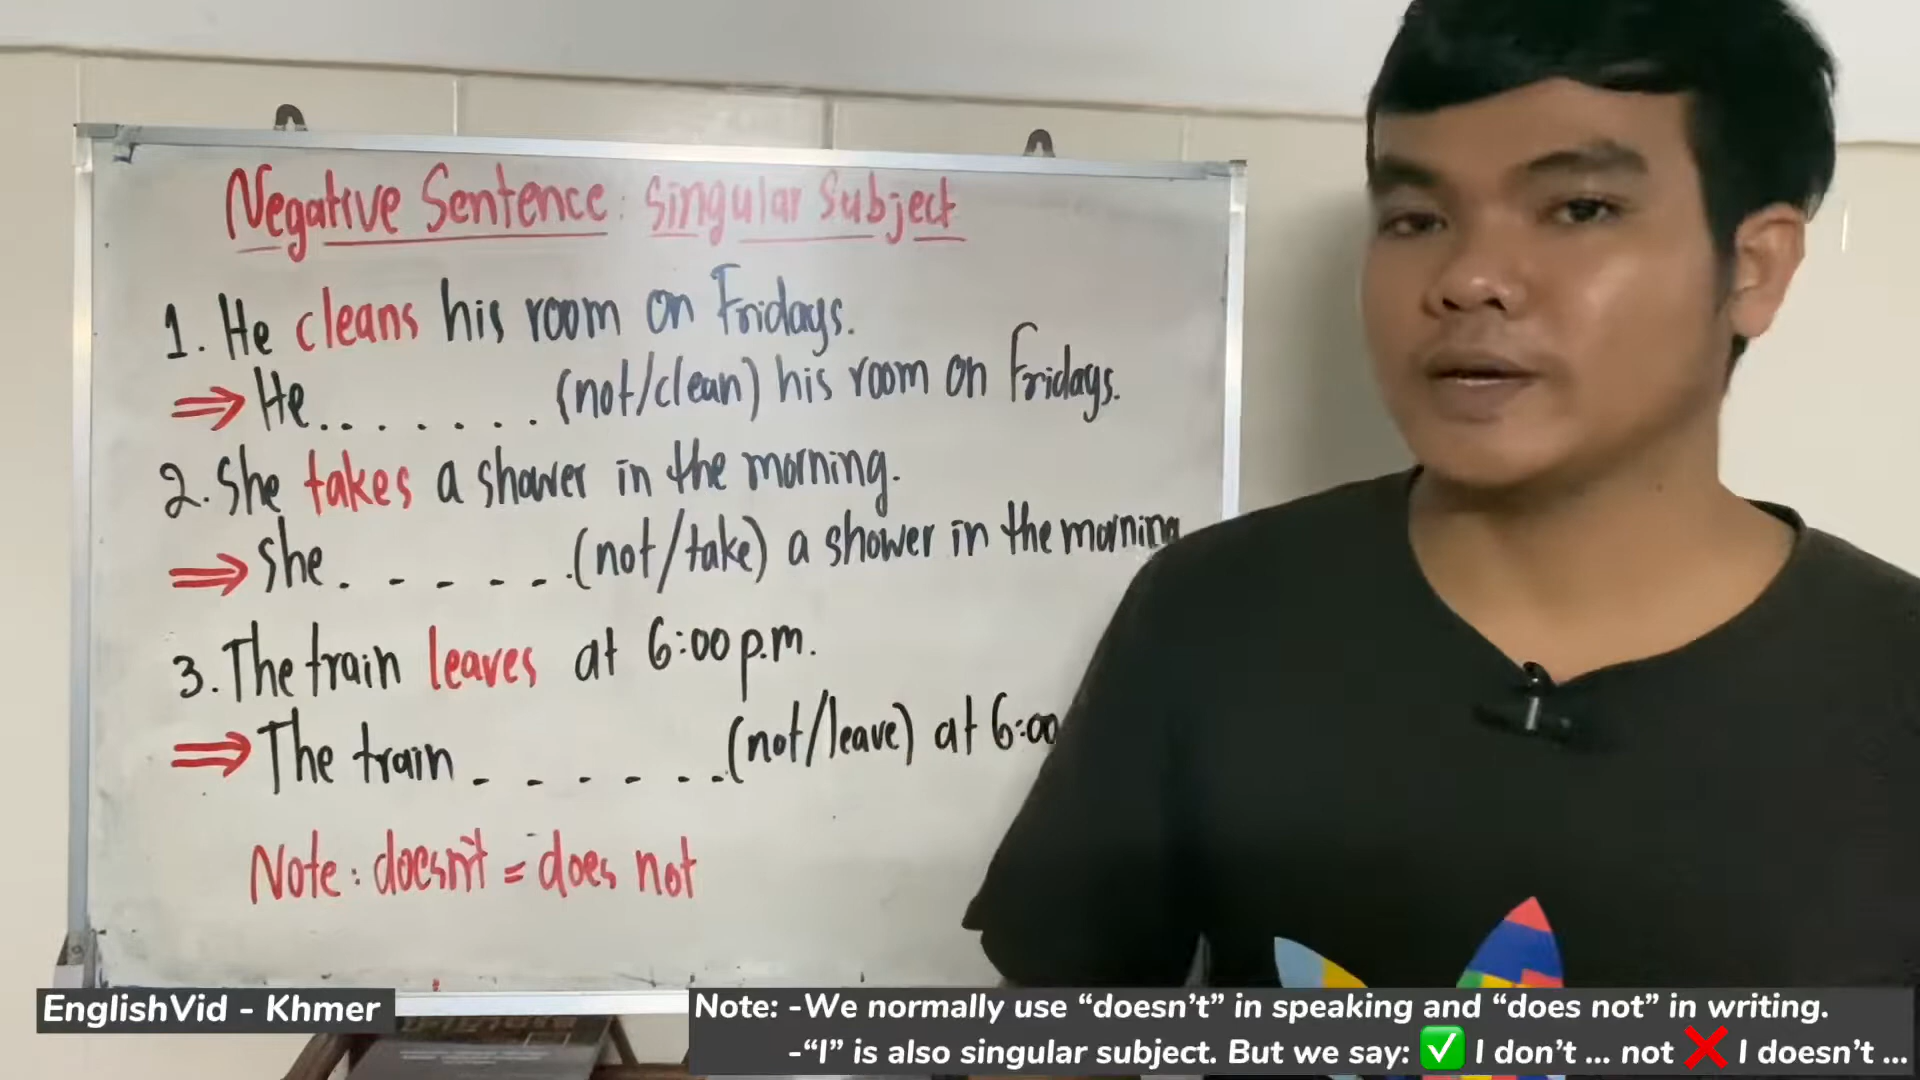 Negative Sentence: Singular Subject
1. He cleans his room on Fridays.
⇒ He . . . . . . . (not/clean) his room on Fridays.
2. She takes a shower in the morning.
⇒ She . - - - - . (not/take) a shower in the morning
3. The train leaves at 6:00 p.m.
⇒ The train - - - - - . (not/leave) at 6:00
Note: doesn't = does not
EnglishVid - Khmer
Note: -We normally use “doesn’t” in speaking and “does not” in writing.
-“I” is also singular subject. But we say: ✅ I don’t ... not ❌ I doesn’t ...